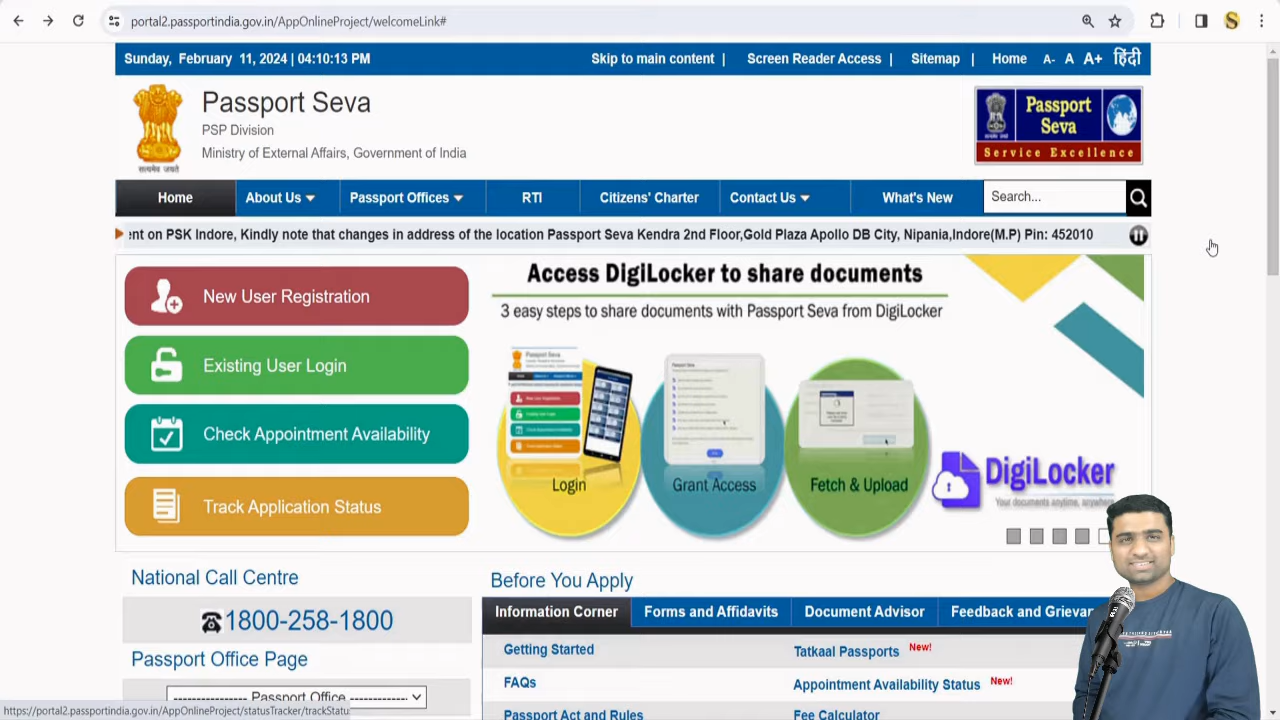 portal2.passportindia.gov.in/AppOnlineProject/welcomeLink#
Sunday, February 11, 2024 | 04:10:13 PM
Skip to main content | Screen Reader Access | Sitemap | Home A- A A+ हिंदी
Passport Seva
PSP Division
Ministry of External Affairs, Government of India
सत्यमेव जयते
Passport
Seva
Service Excellence
Home About Us Passport Offices RTI Citizens' Charter Contact Us What's New Search...
ent on PSK Indore, Kindly note that changes in address of the location Passport Seva Kendra 2nd Floor,Gold Plaza Apollo DB City, Nipania,Indore(M.P) Pin: 452010
New User Registration
Existing User Login
Check Appointment Availability
Track Application Status
Access DigiLocker to share documents
3 easy steps to share documents with Passport Seva from DigiLocker
Login
Grant Access
Fetch & Upload
DigiLocker
Your documents anytime, anywhere
National Call Centre
1800-258-1800
Passport Office Page
---------------- Passport Office -------------
Before You Apply
Information Corner Forms and Affidavits Document Advisor Feedback and Grievan
Getting Started
Tatkaal Passports New!
FAQs
Appointment Availability Status New!
Passport Act and Rules
Fee Calculator
https://portal2.passportindia.gov.in/AppOnlineProject/statusTracker/trackStatu